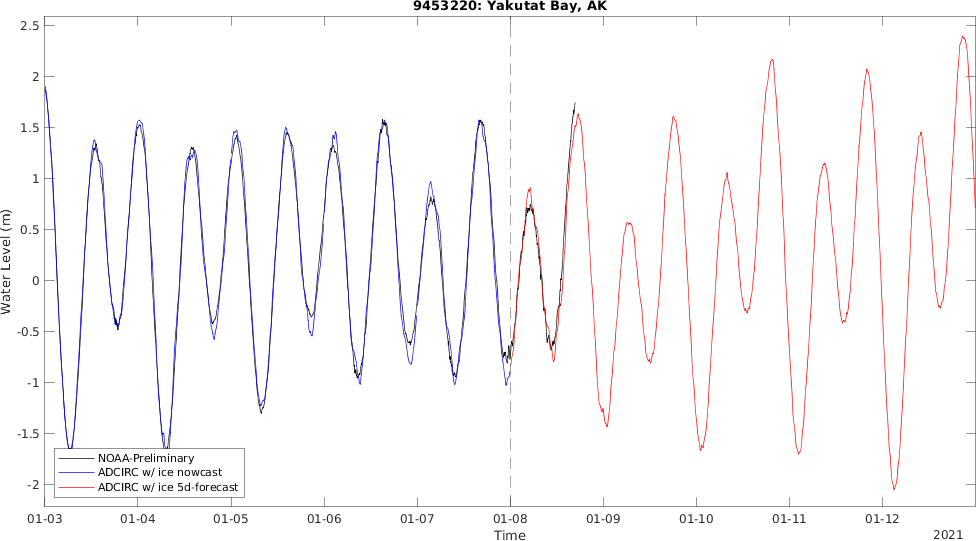 9453220: Yakutat Bay, AK
Water Level (m)
2.5
2
1.5
1
0.5
0
-0.5
-1
-1.5
-2
NOAA-Preliminary
ADCIRC w/ ice nowcast
ADCIRC w/ ice 5d-forecast
01-03 01-04 01-05 01-06 01-07 01-08 01-09 01-10 01-11 01-12
Time
2021